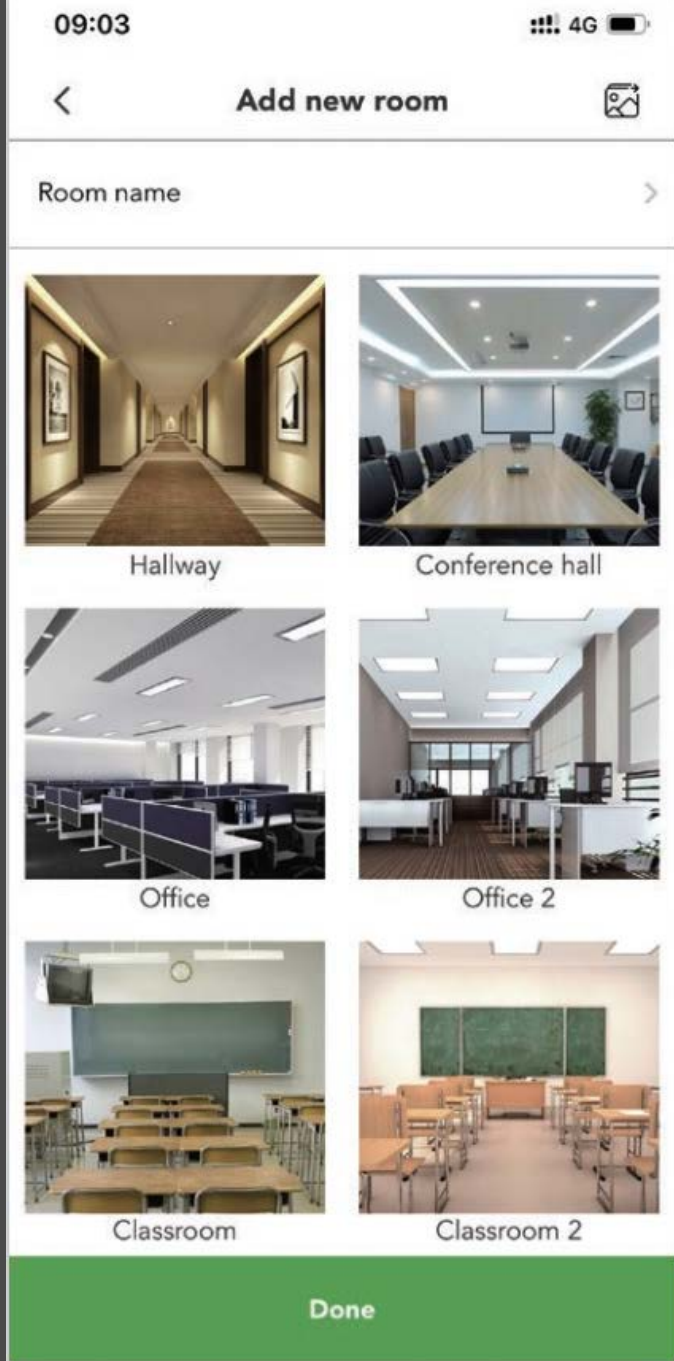 09:03
4G
Add new room
Room name
Hallway
Conference hall
Office
Office 2
Classroom
Classroom 2
Done